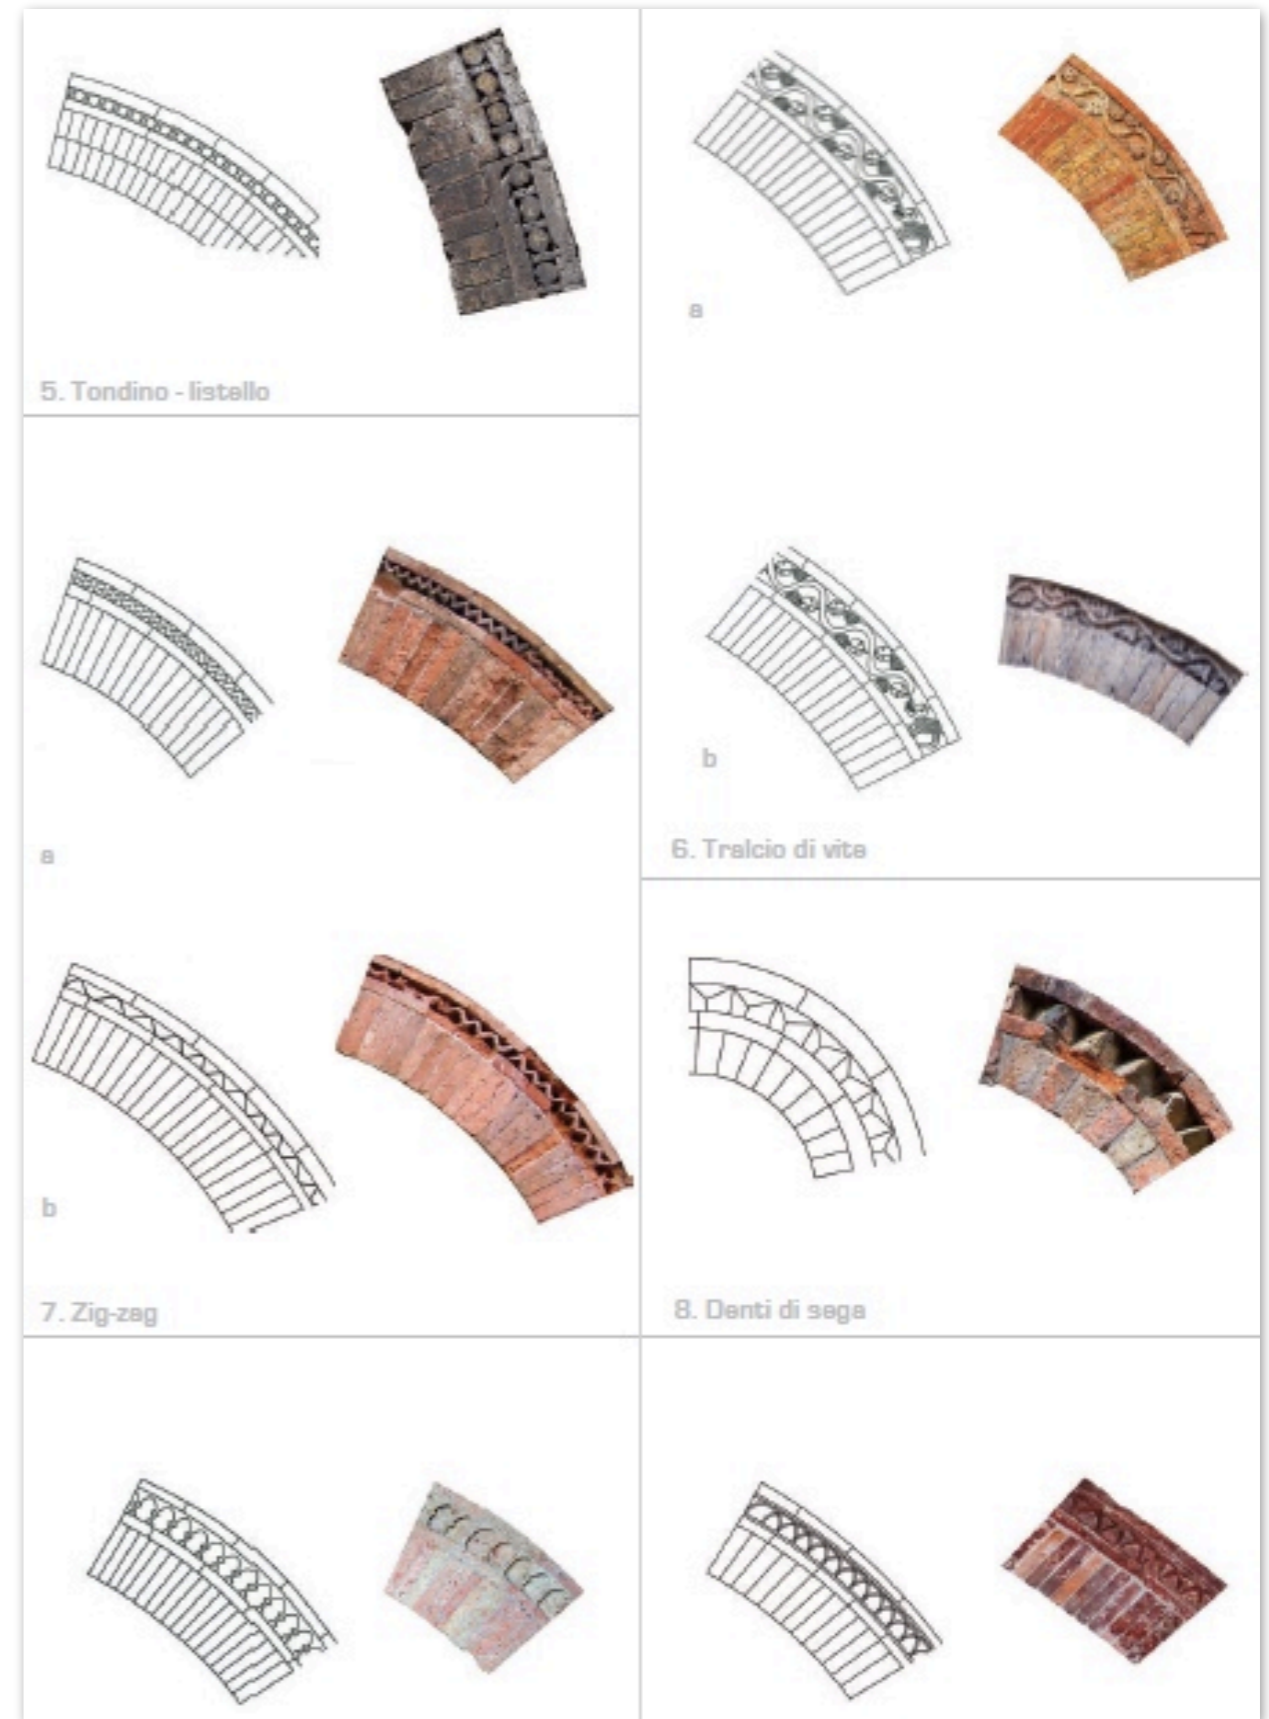 5. Tondino - listello
a
b
6. Tralcio di vite
a
b
7. Zig-zag
8. Denti di sega